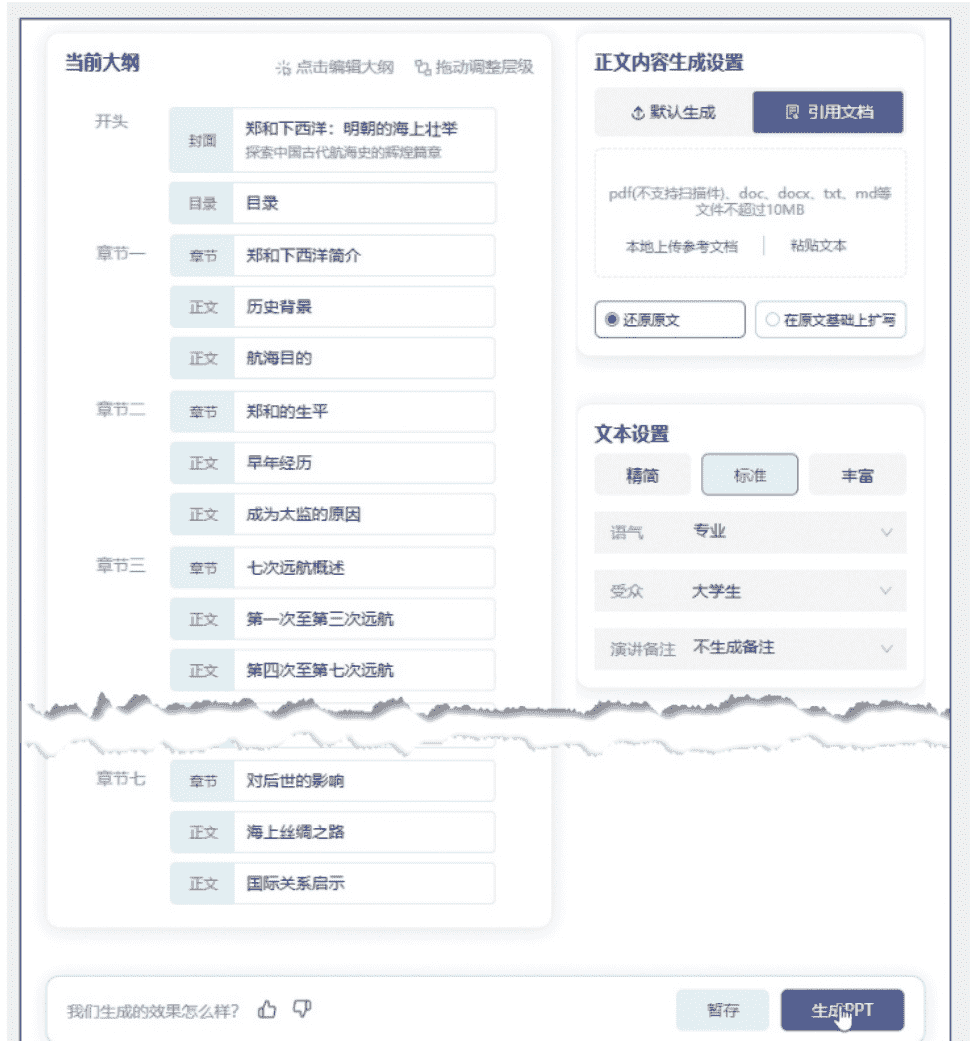 当前大纲
点击编辑大纲 拖动调整层级
开头
封面
郑和下西洋：明朝的海上壮举
探索中国古代航海史的辉煌篇章
目录 目录
章节一
章节 郑和下西洋简介
正文 历史背景
正文 航海目的
章节二
章节 郑和的生平
正文 早年经历
正文 成为太监的原因
章节三
章节 七次远航概述
正文 第一次至第三次远航
正文 第四次至第七次远航
章节七
章节 对后世的影响
正文 海上丝绸之路
正文 国际关系启示
正文内容生成设置
默认生成 引用文档
pdf(不支持扫描件)、doc、docx、txt、md等
文件不超过10MB
本地上传参考文档 粘贴文本
还原原文 在原文基础上扩写
文本设置
精简 标准 丰富
语气 专业
受众 大学生
演讲备注 不生成备注
我们生成的效果怎么样?
暂存 生成PPT